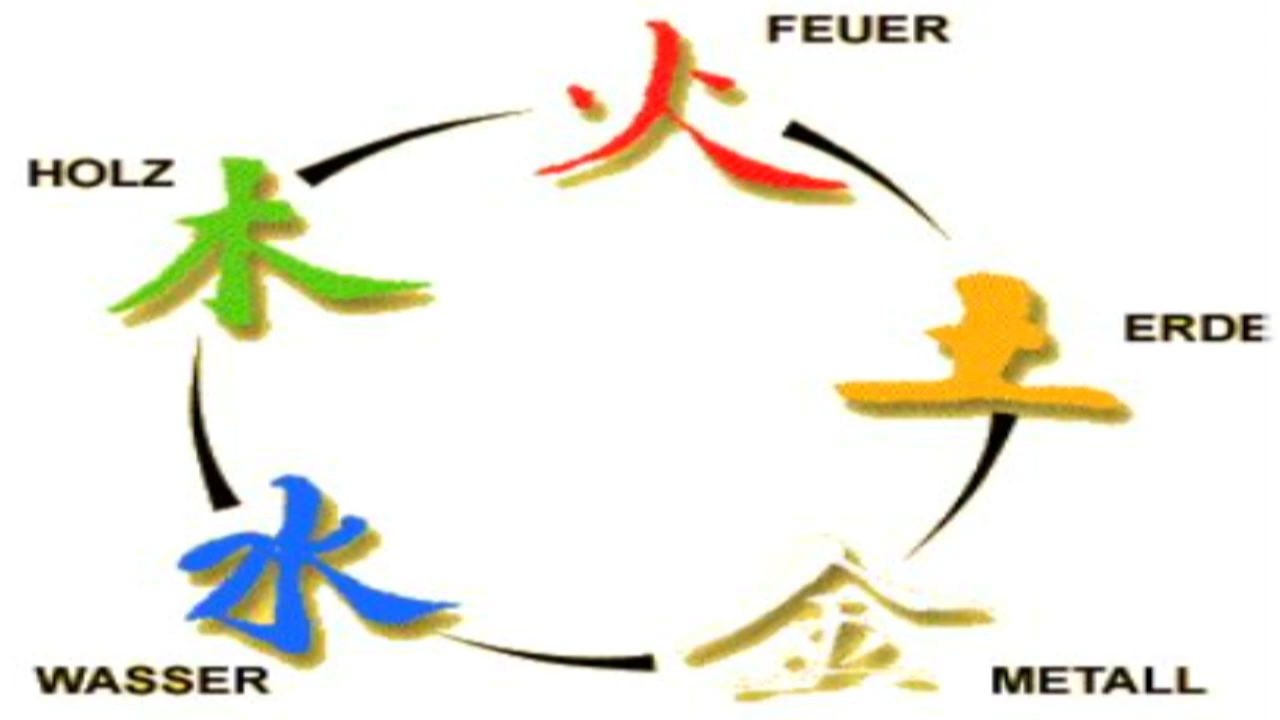 FEUER
火
HOLZ
木
土
ERDE
水
金
WASSER
METALL